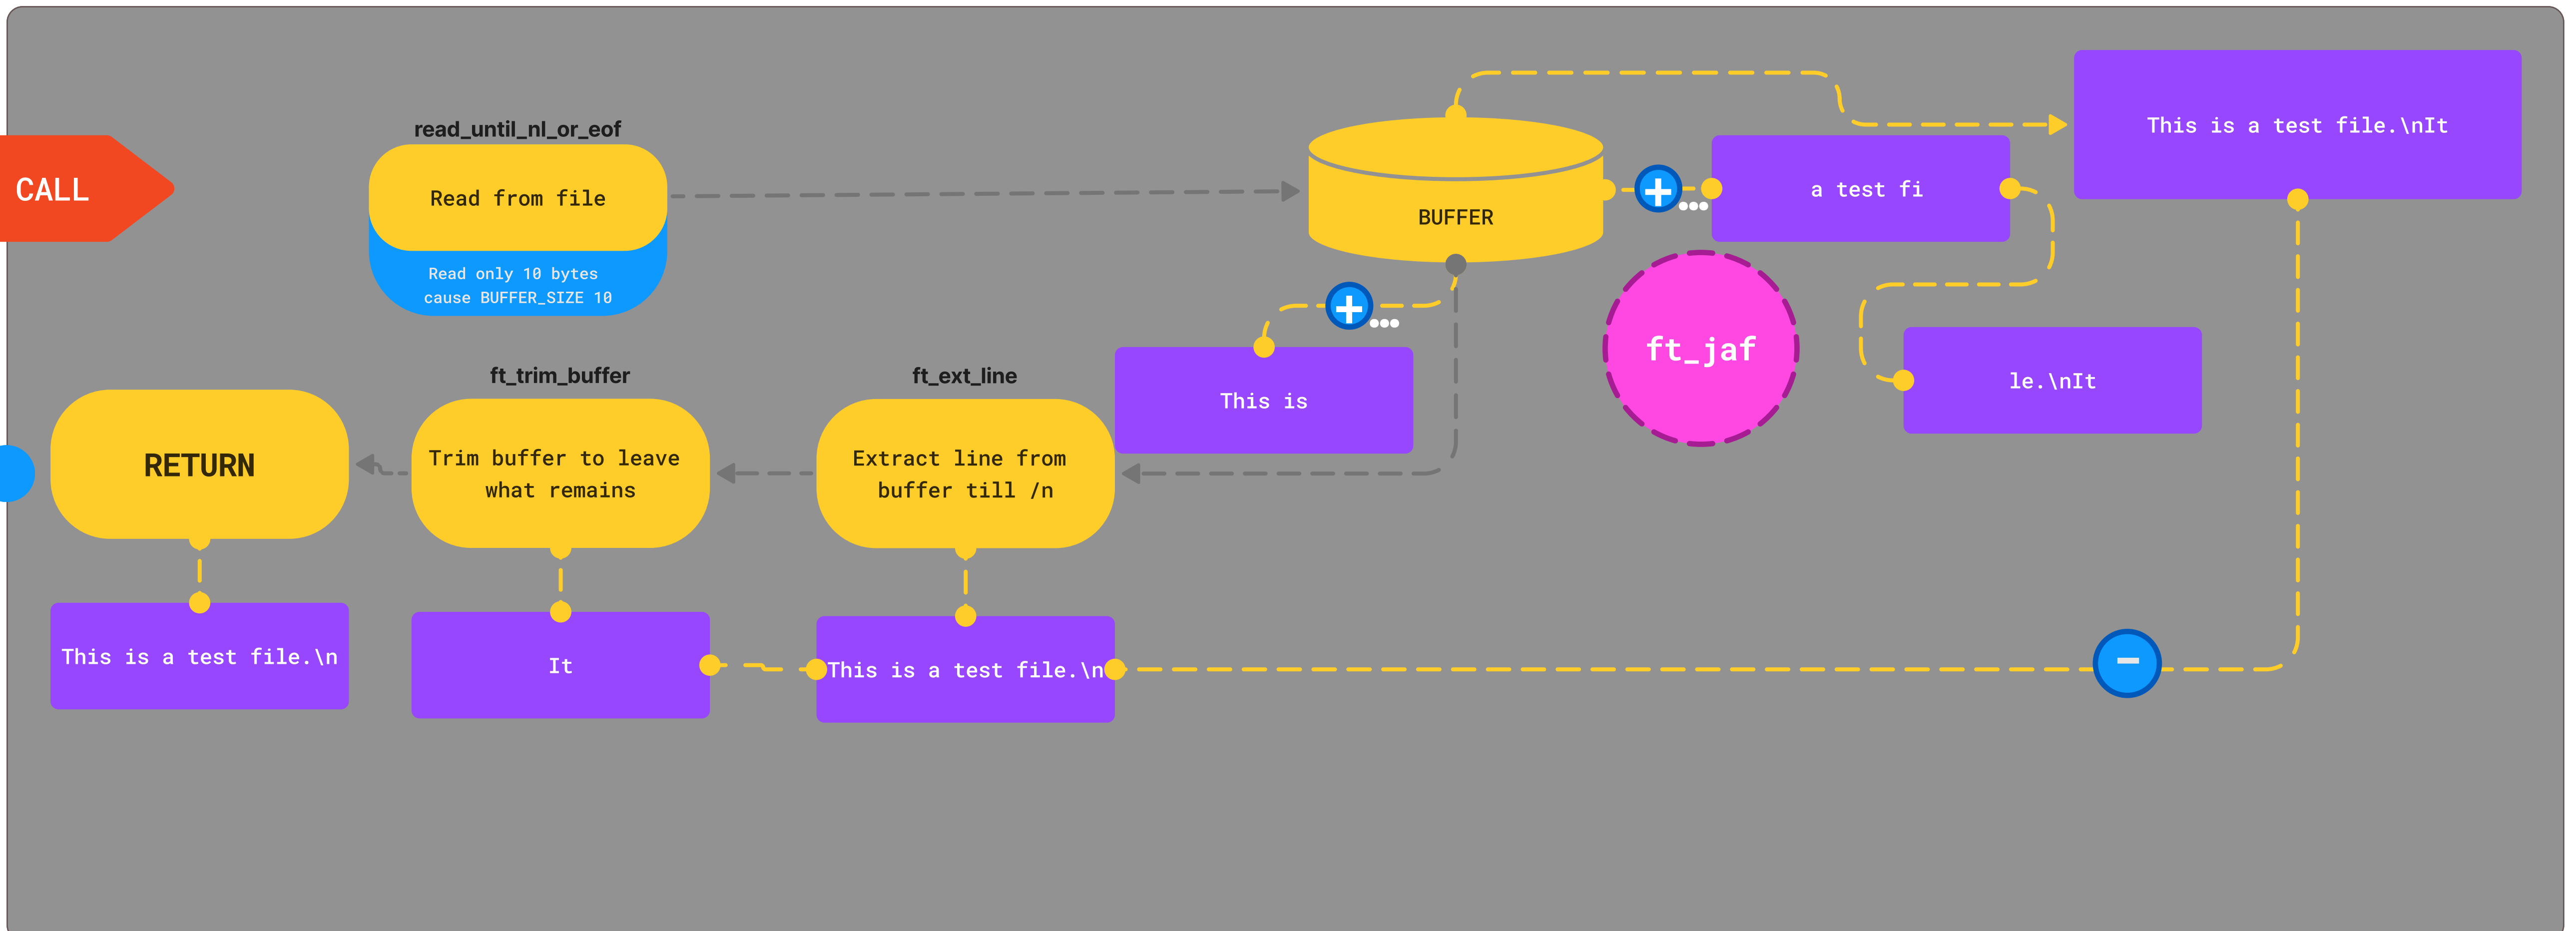 CALL
read_until_nl_or_eof
Read from file
Read only 10 bytes
cause BUFFER_SIZE 10
BUFFER
a test fi
This is a test file.\nIt
ft_jaf
le.\nIt
This is
ft_ext_line
Extract line from
buffer till /n
ft_trim_buffer
Trim buffer to leave
what remains
RETURN
This is a test file.\n
It
This is a test file.\n